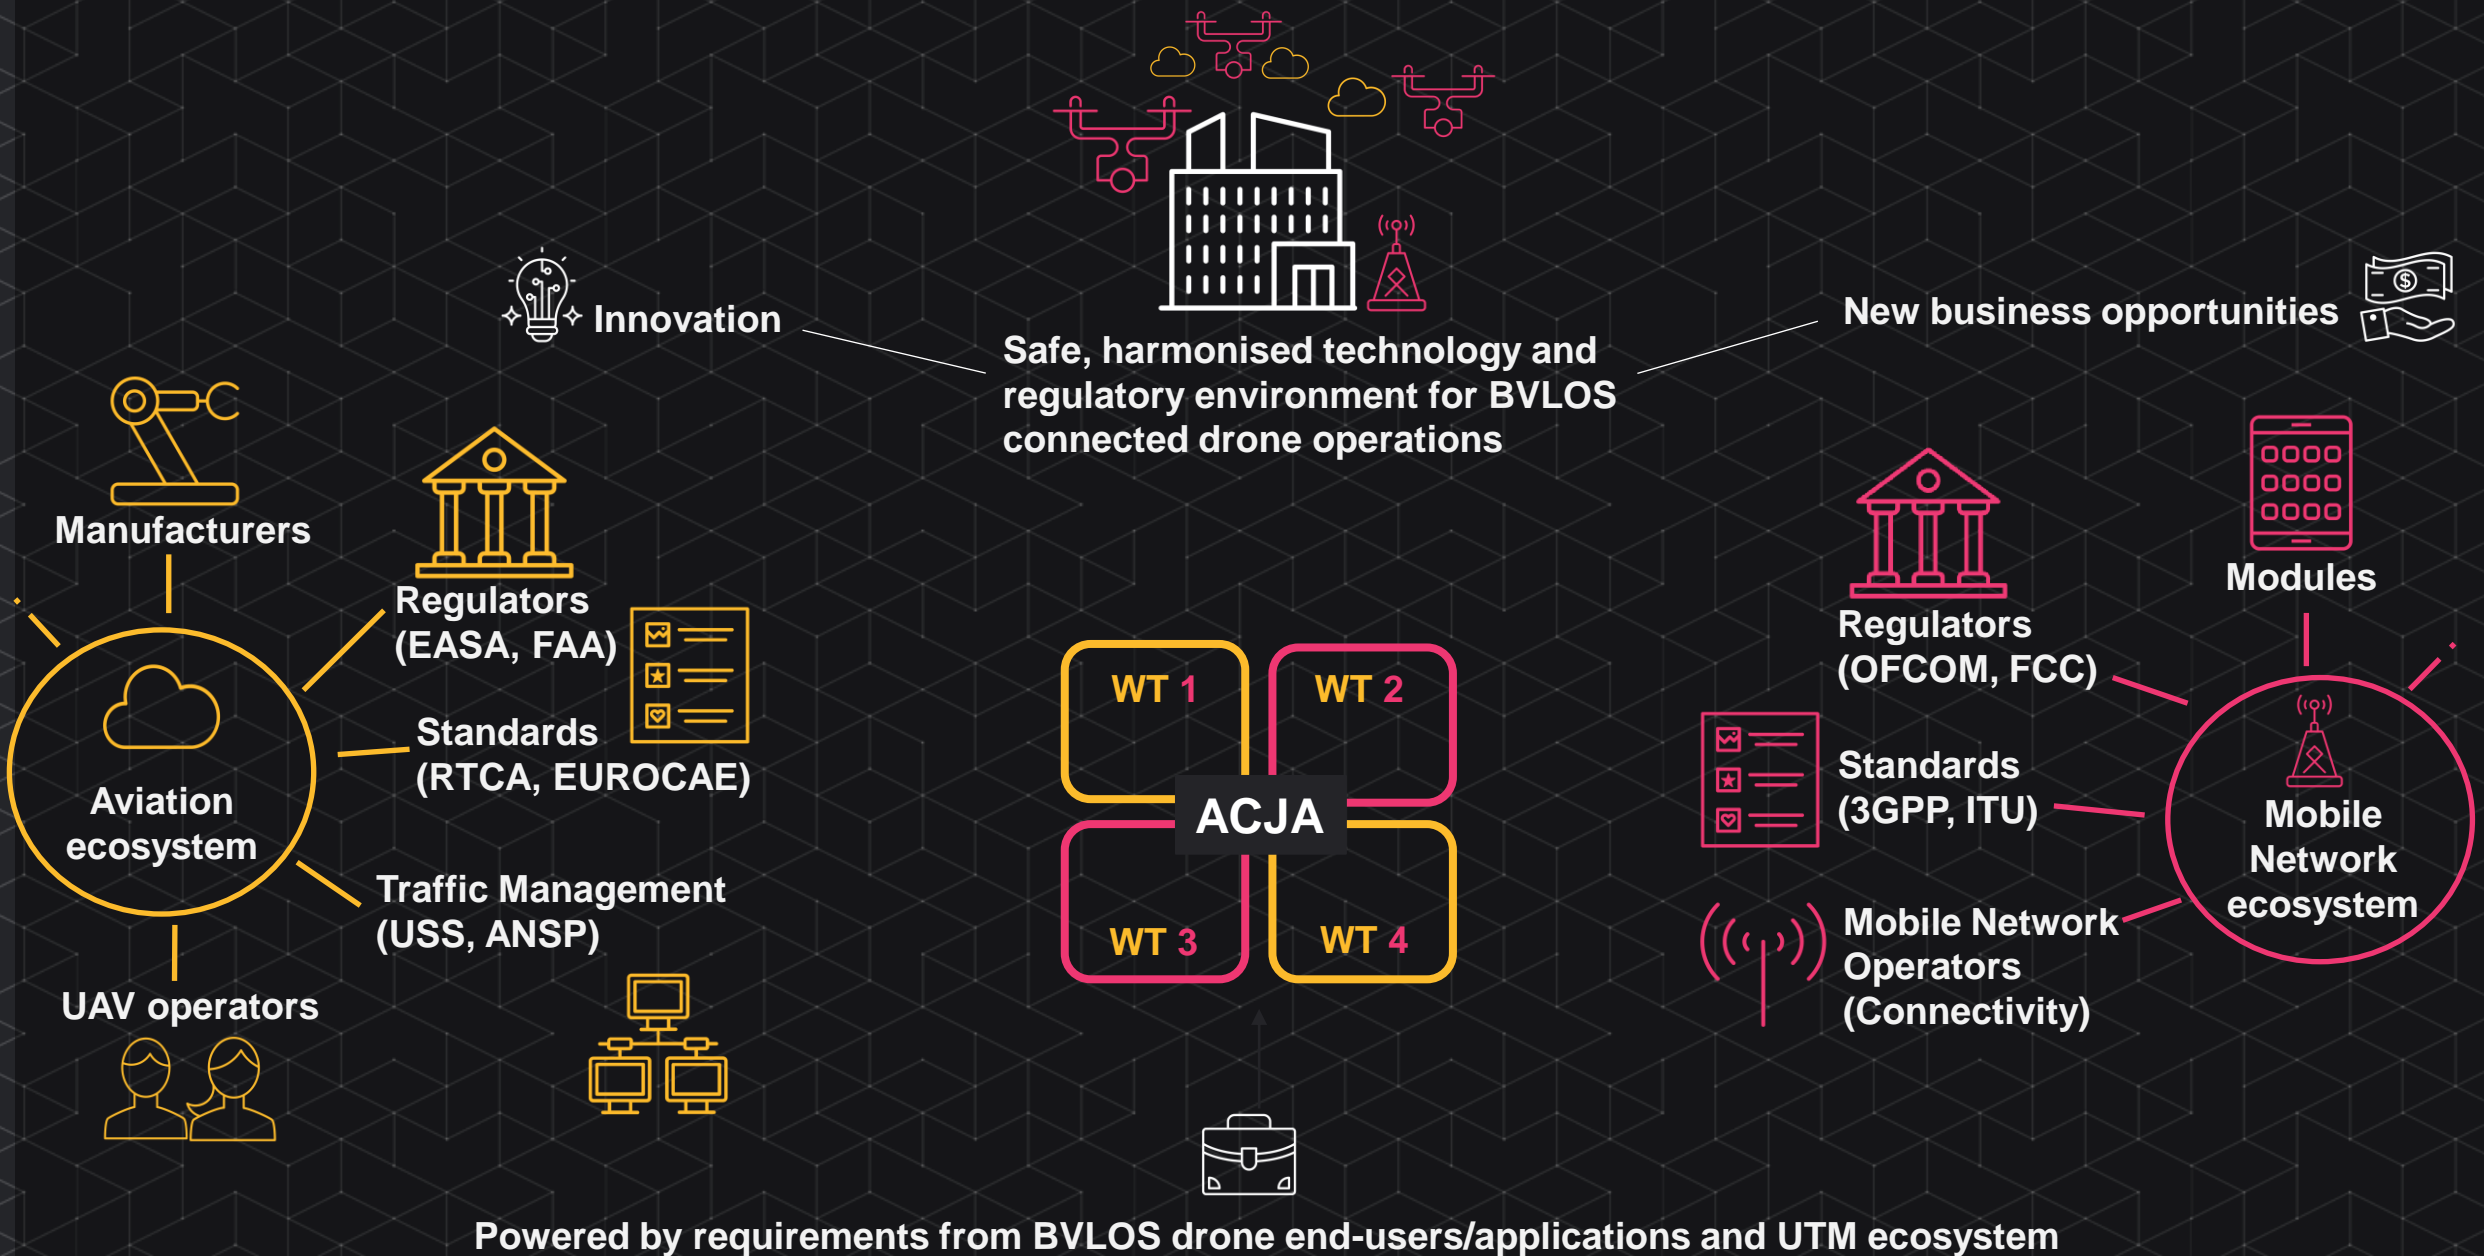 Innovation
New business opportunities
Safe, harmonised technology and
regulatory environment for BVLOS
connected drone operations
Manufacturers
Regulators
(EASA, FAA)
Standards
(RTCA, EUROCAE)
Aviation
ecosystem
Traffic Management
(USS, ANSP)
UAV operators
WT 1
WT 2
ACJA
WT 3
WT 4
Modules
Regulators
(OFCOM, FCC)
Standards
(3GPP, ITU)
Mobile
Network
ecosystem
Mobile Network
Operators
(Connectivity)
$
Powered by requirements from BVLOS drone end-users/applications and UTM ecosystem